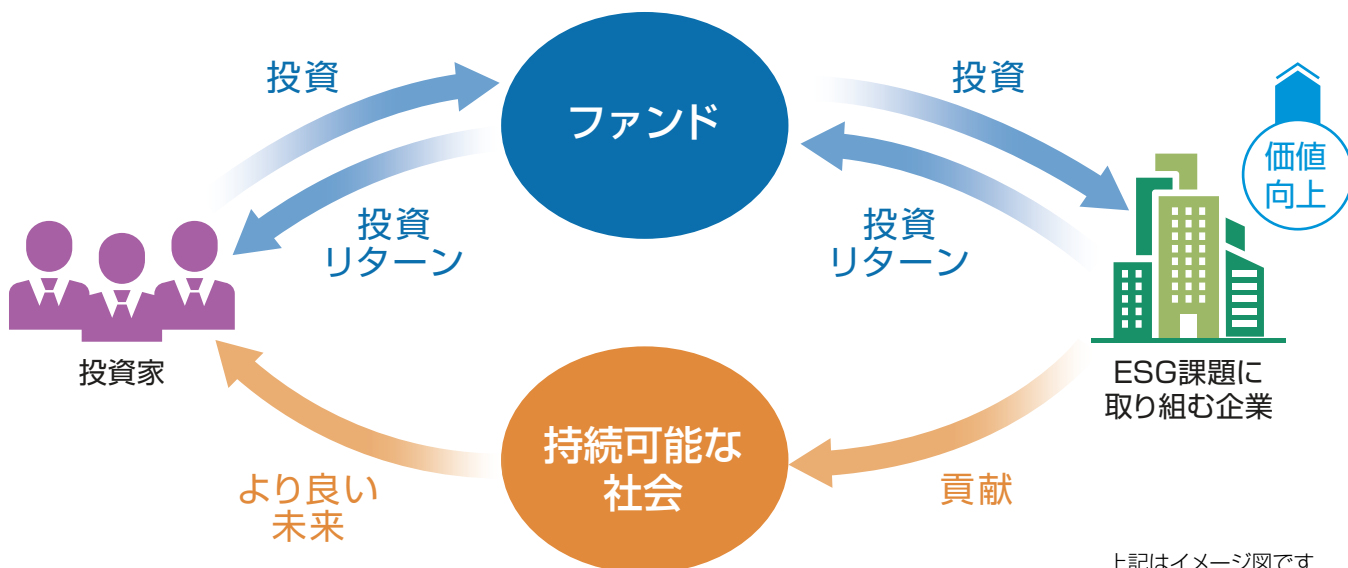 投資
ファンド
投資
価値
向上
投資
リターン
投資
リターン
投資家
ESG課題に
取り組む企業
持続可能な
社会
より良い
未来
貢献
上記はイメージ図です